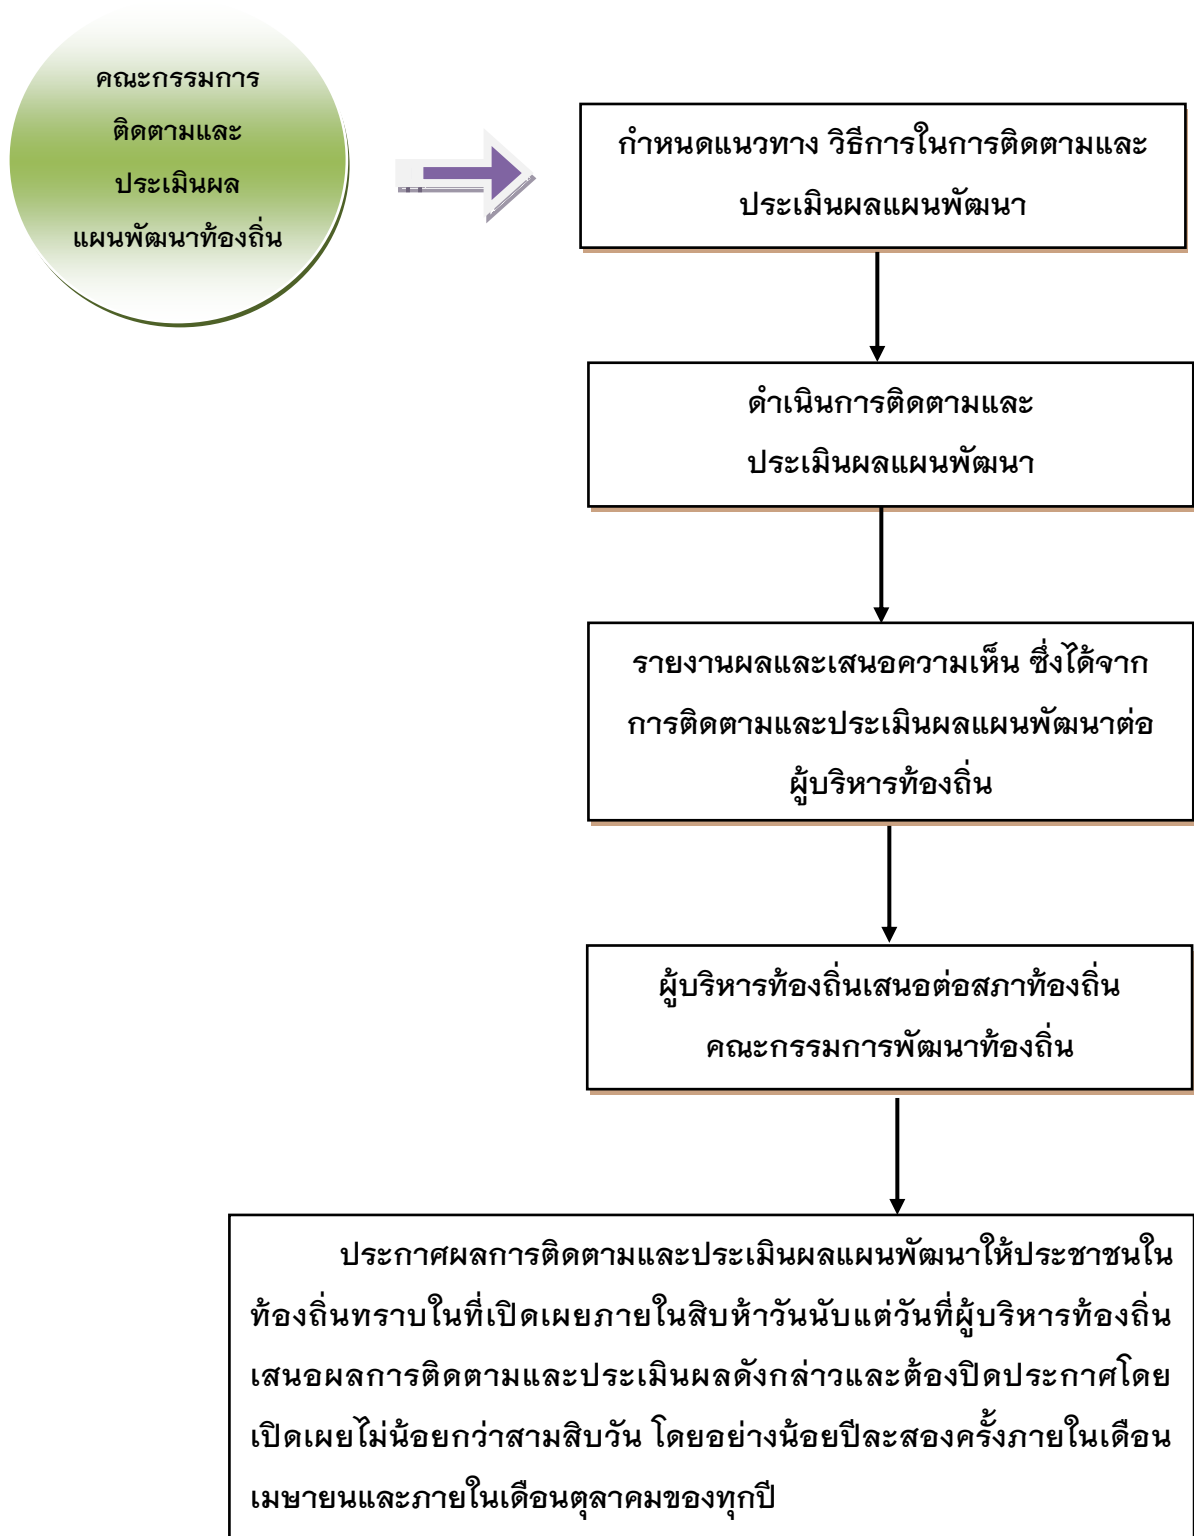 คณะกรรมการ
ติดตามและ
ประเมินผล
แผนพัฒนาท้องถิ่น
กำหนดแนวทาง วิธีการในการติดตามและ
ประเมินผลแผนพัฒนา
ดำเนินการติดตามและ
ประเมินผลแผนพัฒนา
รายงานผลและเสนอความเห็น ซึ่งได้จาก
การติดตามและประเมินผลแผนพัฒนาต่อ
ผู้บริหารท้องถิ่น
ผู้บริหารท้องถิ่นเสนอต่อสภาท้องถิ่น
คณะกรรมการพัฒนาท้องถิ่น
ประกาศผลการติดตามและประเมินผลแผนพัฒนาให้ประชาชนใน
ท้องถิ่นทราบในที่เปิดเผยภายในสิบห้าวันนับแต่วันที่ผู้บริหารท้องถิ่น
เสนอผลการติดตามและประเมินผลดังกล่าวและต้องปิดประกาศโดย
เปิดเผยไม่น้อยกว่าสามสิบวัน โดยอย่างน้อยปีละสองครั้งภายในเดือน
เมษายนและภายในเดือนตุลาคมของทุกปี